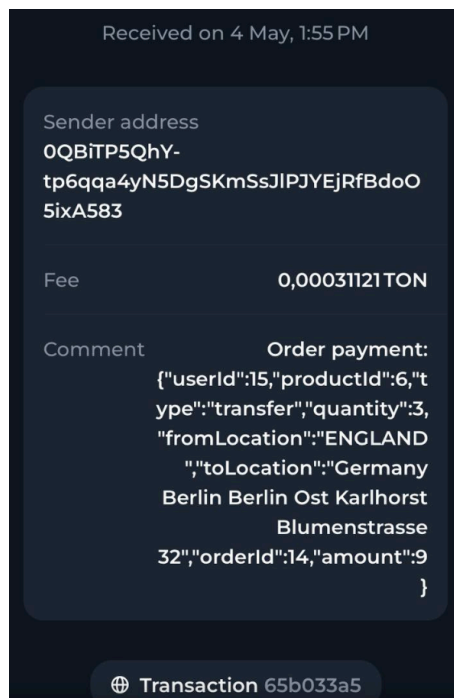 Received on 4 May, 1:55 PM
Sender address
0QBiTP5QhY-
tp6qqa4yN5DgSKmSsJlPJYEjRfBdoO
5ixA583
Fee 0,00031121 TON
Comment Order payment:
{"userId":15,"productId":6,"t
ype":"transfer","quantity":3,
"fromLocation":"ENGLAND
","toLocation":"Germany
Berlin Berlin Ost Karlhorst
Blumenstrasse
32","orderId":14,"amount":9
}
Transaction 65b033a5